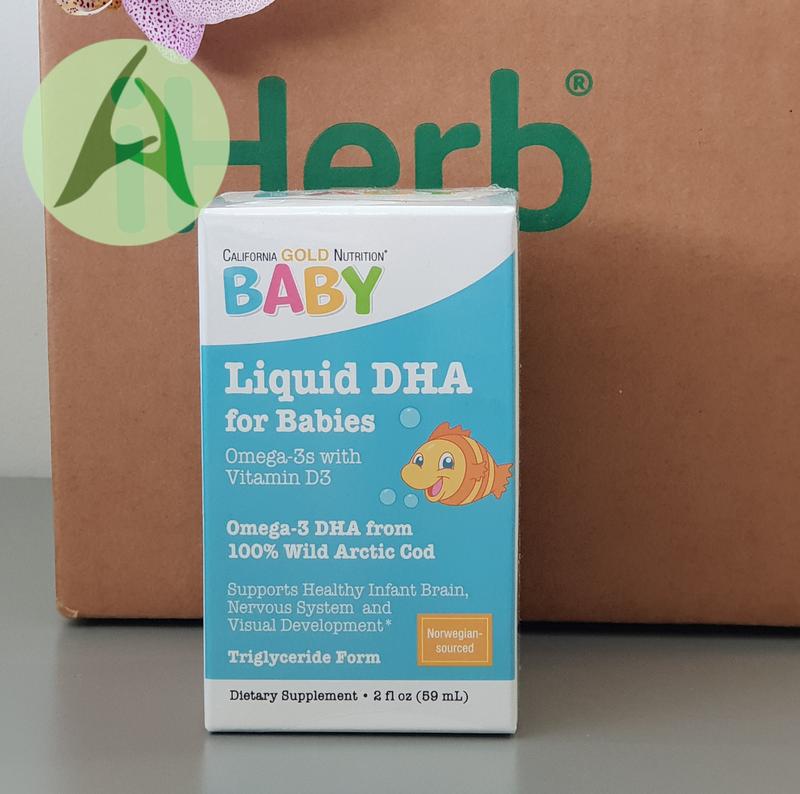 iHerb®
CALIFORNIA GOLD NUTRITION*
BABY
Liquid DHA
for Babies
Omega-3s with
Vitamin D3
Omega-3 DHA from
100% Wild Arctic Cod
Supports Healthy Infant Brain,
Nervous System and
Visual Development*
Norwegian-
sourced
Triglyceride Form
Dietary Supplement • 2 fl oz (59 mL)